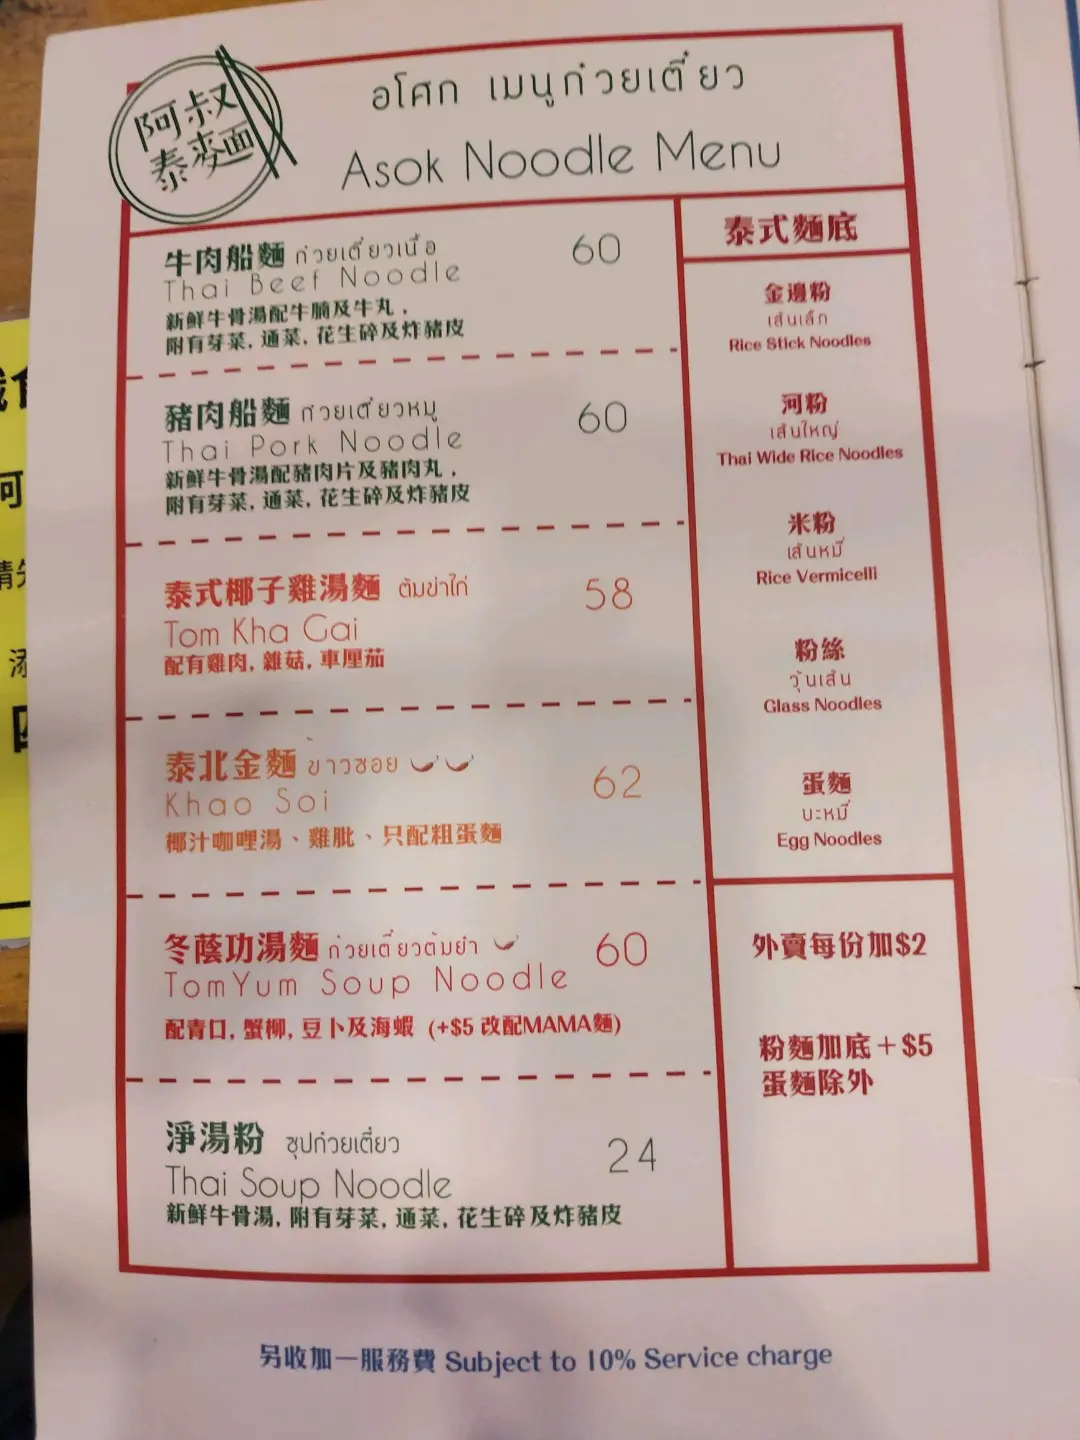 阿叔
泰麵
อโศก เมนูก๋วยเตี๋ยว
Asok Noodle Menu
牛肉船麵 ก๋วยเตี๋ยวเนื้อ 60
Thai Beef Noodle
新鮮牛骨湯配牛腩及牛丸,
附有芽菜, 通菜, 花生碎及炸豬皮
豬肉船麵 ก๋วยเตี๋ยวหมู 60
Thai Pork Noodle
新鮮牛骨湯配豬肉片及豬肉丸,
附有芽菜, 通菜, 花生碎及炸豬皮
泰式椰子雞湯麵 ต้มข่าไก่ 58
Tom Kha Gai
配有雞肉, 雜菇, 車厘茄
泰北金麵 ข้าวซอย 62
Khao Soi
椰汁咖哩湯、雞肶、只配粗蛋麵
冬蔭功湯麵 ก๋วยเตี๋ยวต้มยำ 60
TomYum Soup Noodle
配青口, 蟹柳, 豆卜及海蝦 (+$5 改配MAMA麵)
淨湯粉 ซุปก๋วยเตี๋ยว 24
Thai Soup Noodle
新鮮牛骨湯, 附有芽菜, 通菜, 花生碎及炸豬皮
泰式麵底
金邊粉
เส้นเล็ก
Rice Stick Noodles
河粉
เส้นใหญ่
Thai Wide Rice Noodles
米粉
เส้นหมี่
Rice Vermicelli
粉絲
วุ้นเส้น
Glass Noodles
蛋麵
บะหมี่
Egg Noodles
外賣每份加$2
粉麵加底＋$5
蛋麵除外
另收加一服務費 Subject to 10% Service charge